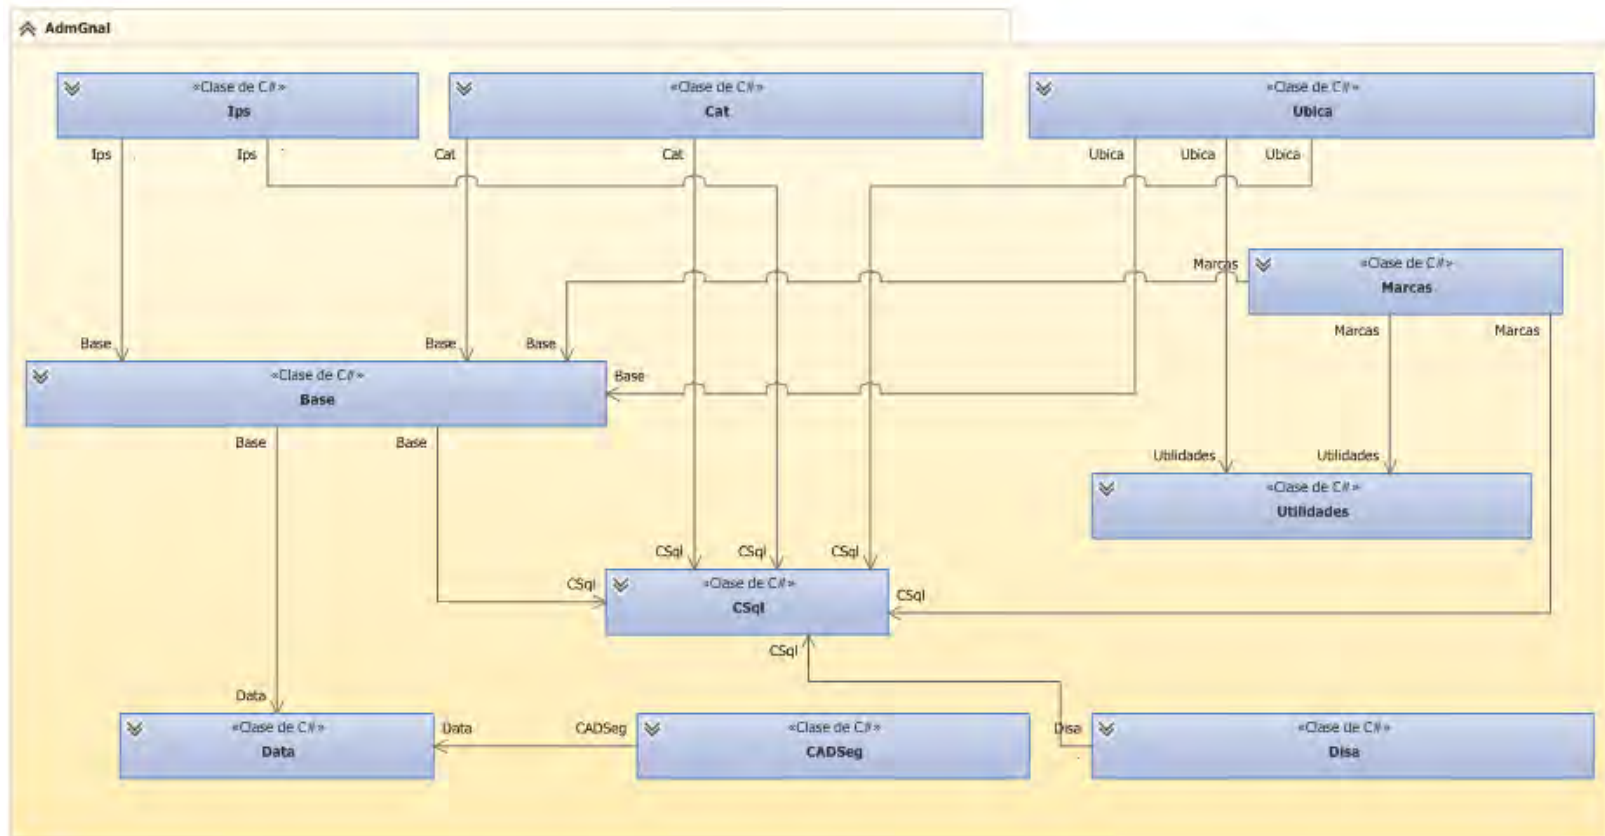 AdmGnal
«Clase de C#»
Ips
«Clase de C#»
Cat
«Clase de C#»
Ubica
Ips
Ips
Cat
Cat
Ubica
Ubica
Ubica
Marcas
«Clase de C#»
Marcas
Marcas
Marcas
Base
Base
Base
Base
«Clase de C#»
Base
Base
Base
Utilidades
Utilidades
«Clase de C#»
Utilidades
CSql
CSql
CSql
CSql
«Clase de C#»
CSql
CSql
CSql
Data
«Clase de C#»
Data
Data
CADSeg
«Clase de C#»
CADSeg
Disa
«Clase de C#»
Disa